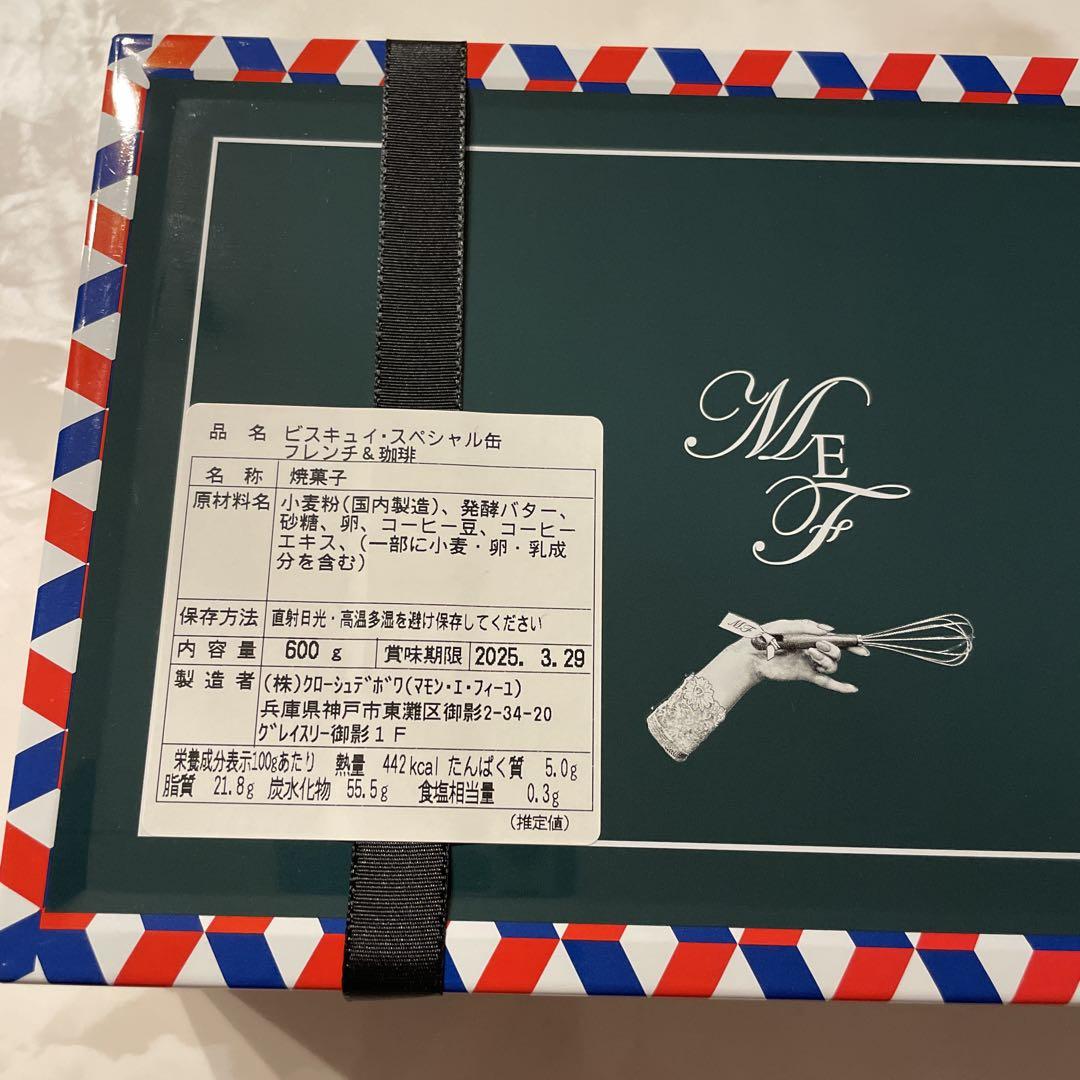 品 名 ビスキュイ・スペシャル缶
フレンチ&珈琲
名 称 焼菓子
原材料名 小麦粉(国内製造)、発酵バター、
砂糖、卵、コーヒー豆、コーヒー
エキス、(一部に小麦・卵・乳成
分を含む)
保存方法 直射日光・高温多湿を避け保存してください
内 容 量 600 g 賞味期限 2025. 3.29
製 造 者 (株)クローシュデボワ(マモン・エ・フィーユ)
兵庫県神戸市東灘区御影2-34-20
グレイスリー御影1F
栄養成分表示100gあたり 熱量 442kcal たんぱく質 5.0g
脂質 21.8g 炭水化物 55.5g 食塩相当量 0.3g
(推定値)
M
E
F
MF